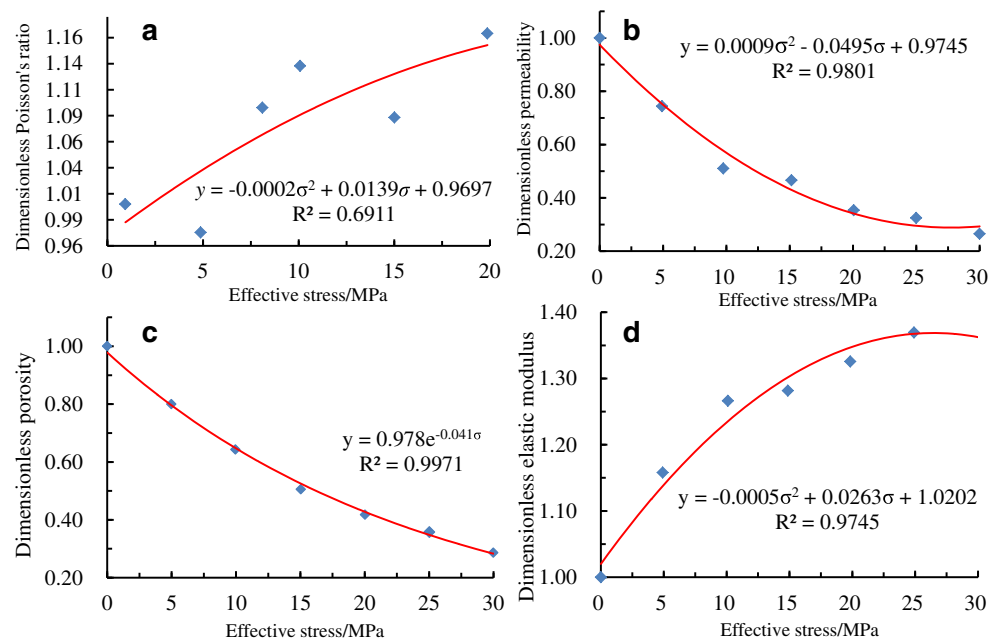 a
Dimensionless Poisson's ratio
1.16
1.14
1.09
1.06
1.04
1.01
0.99
0.96
y = -0.0002σ² + 0.0139σ + 0.9697
R² = 0.6911
0 5 10 15 20
Effective stress/MPa
b
Dimensionless permeability
1.00
0.80
0.60
0.40
0.20
y = 0.0009σ² - 0.0495σ + 0.9745
R² = 0.9801
0 5 10 15 20 25 30
Effective stress/MPa
c
Dimensionless porosity
1.00
0.80
0.60
0.40
0.20
y = 0.978e^-0.041σ
R² = 0.9971
0 5 10 15 20 25 30
Effective stress/MPa
d
Dimensionless elastic modulus
1.40
1.30
1.20
1.10
1.00
y = -0.0005σ² + 0.0263σ + 1.0202
R² = 0.9745
0 5 10 15 20 25 30
Effective stress/MPa